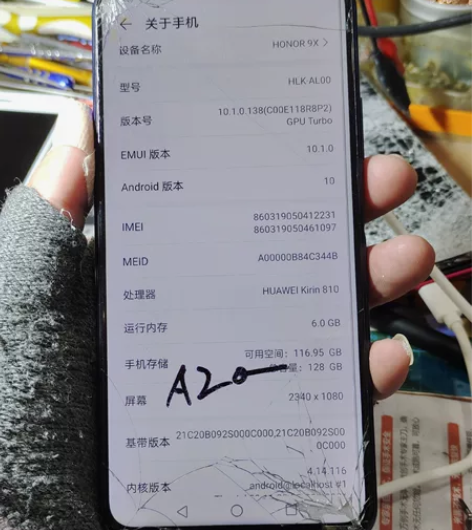 关于手机
设备名称 HONOR 9X
型号 HLK AL00
版本号 10.1.0.138(C00E118R8P2)
GPU Turbo
EMUI 版本 10.1.0
Android 版本 10
IMEI 860319050412231
860319050461097
MEID A00000B84C344B
处理器 HUAWEI Kirin 810
运行内存 6.0 GB
手机存储 可用空间：116.95 GB
容量：128 GB
A20
屏幕 2340 x 1080
基带版本 21C20B092S000C000,21C20B092S00
0C000
内核版本 4.14.116
android@localhost #1